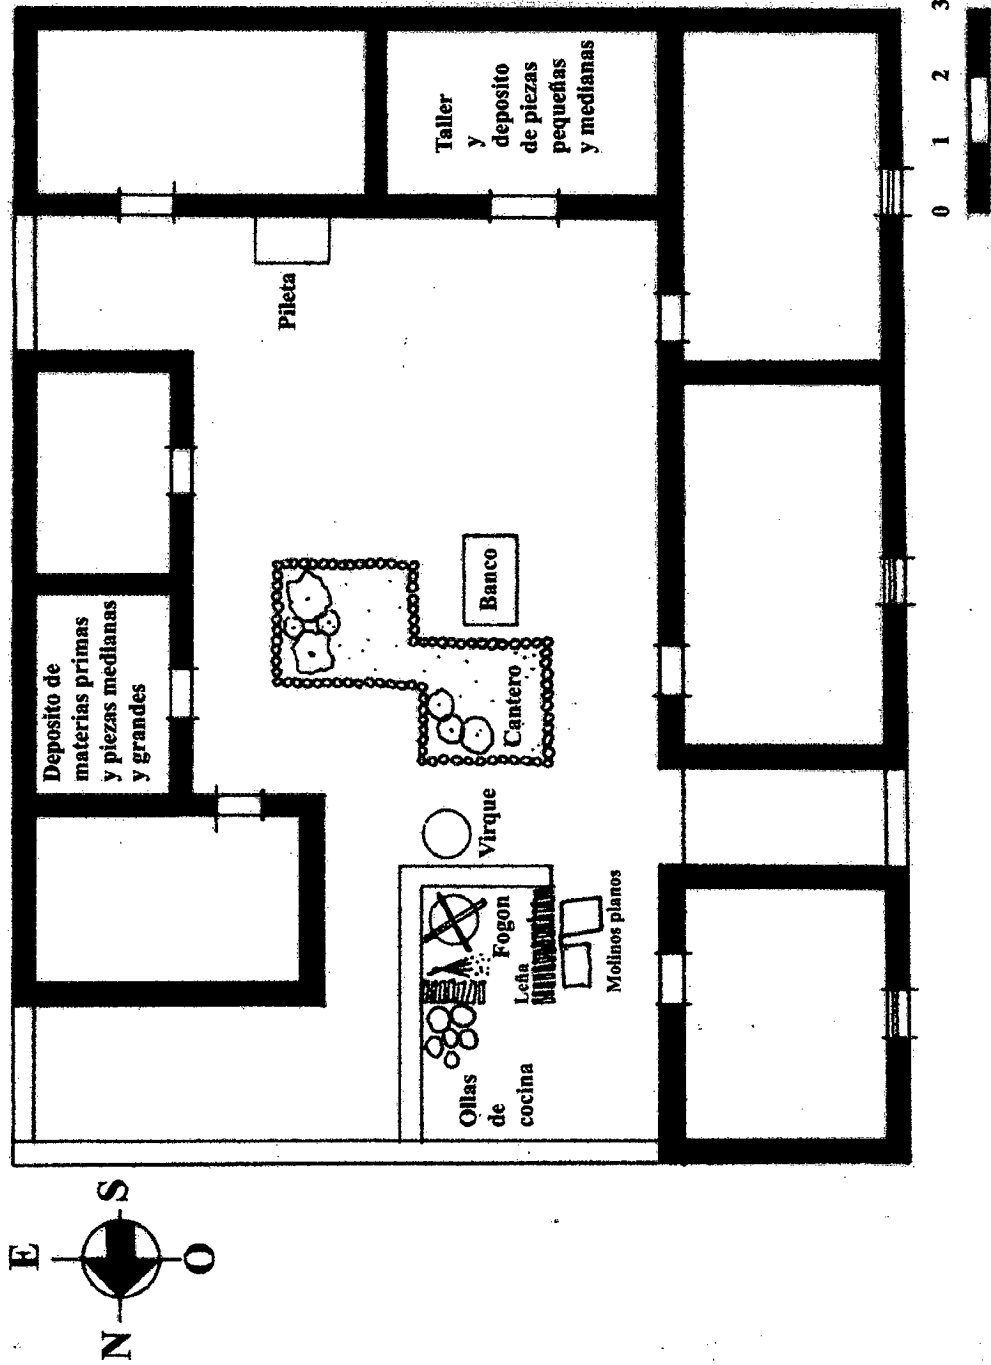 Taller
y
deposito
de piezas
pequeñas
y medianas
Pileta
Deposito de
materias primas
y piezas medianas
y grandes
Banco
Cantero
Virque
Fogon
Leña
Molinos planos
Ollas
de
cocina
N
S
E
O
0 1 2 3